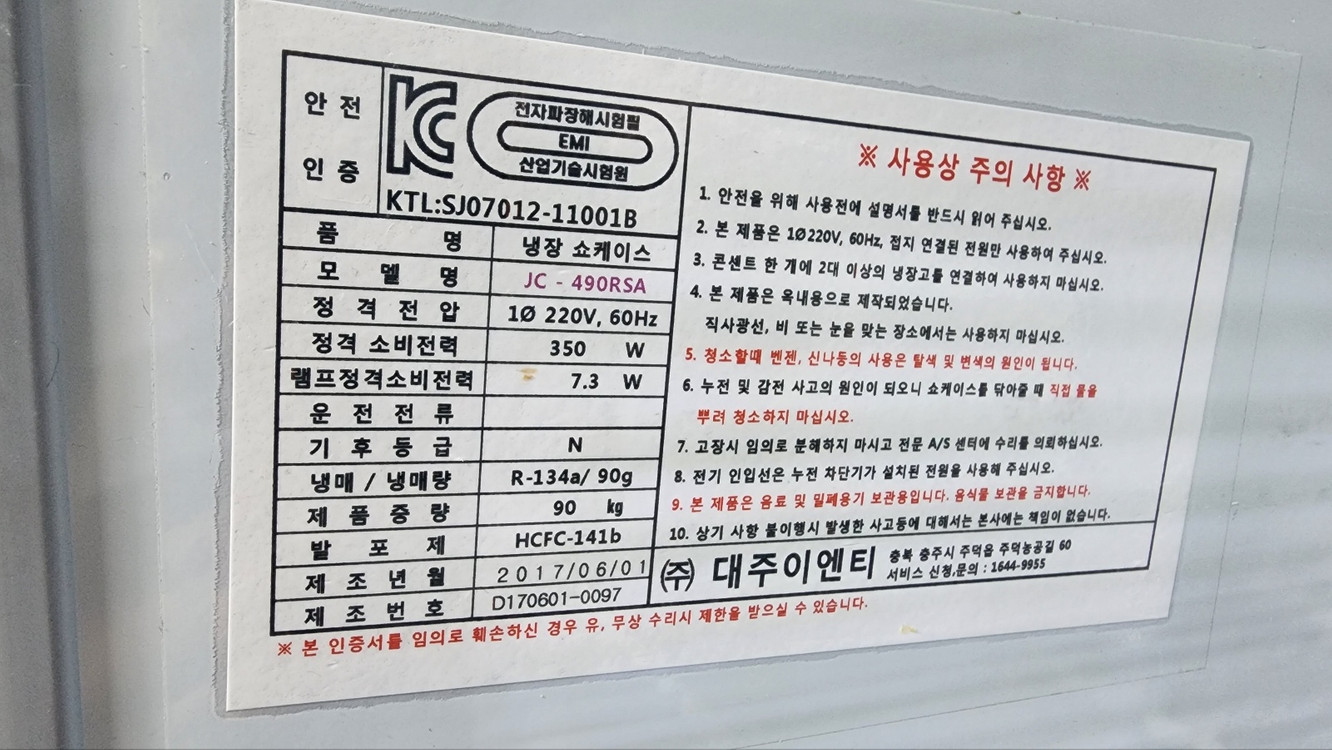 안 전
인 증
전자파장해시험필
EMI
산업기술시험원
KTL:SJ07012-11001B
품 명 냉장 쇼케이스
모 델 명 JC - 490RSA
정 격 전 압 1Ø 220V, 60Hz
정격 소비전력 350 W
램프정격소비전력 7.3 W
운 전 전 류
기 후 등 급 N
냉매 / 냉매량 R-134a/ 90g
제 품 중 량 90 kg
발 포 제 HCFC-141b
제 조 년 월 2017/06/01
제 조 번 호 D170601-0097
※ 사용상 주의 사항 ※
1. 안전을 위해 사용전에 설명서를 반드시 읽어 주십시오.
2. 본 제품은 1Ø220V, 60Hz, 접지 연결된 전원만 사용하여 주십시오.
3. 콘센트 한 개에 2대 이상의 냉장고를 연결하여 사용하지 마십시오.
4. 본 제품은 옥내용으로 제작되었습니다.
직사광선, 비 또는 눈을 맞는 장소에서는 사용하지 마십시오.
5. 청소할때 벤젠, 신나등의 사용은 탈색 및 변색의 원인이 됩니다.
6. 누전 및 감전 사고의 원인이 되오니 쇼케이스를 닦아줄 때 직접 물을
뿌려 청소하지 마십시오.
7. 고장시 임의로 분해하지 마시고 전문 A/S 센터에 수리를 의뢰하십시오.
8. 전기 인입선은 누전 차단기가 설치된 전원을 사용해 주십시오.
9. 본 제품은 음료 및 밀폐용기 보관용입니다. 음식물 보관을 금지합니다.
10. 상기 사항 불이행시 발생한 사고등에 대해서는 본사에는 책임이 없습니다.
(주) 대주이엔티
충북 충주시 주덕읍 주덕농공길 60
서비스 신청,문의 : 1644-9955
※ 본 인증서를 임의로 훼손하신 경우 유, 무상 수리시 제한을 받으실 수 있습니다.